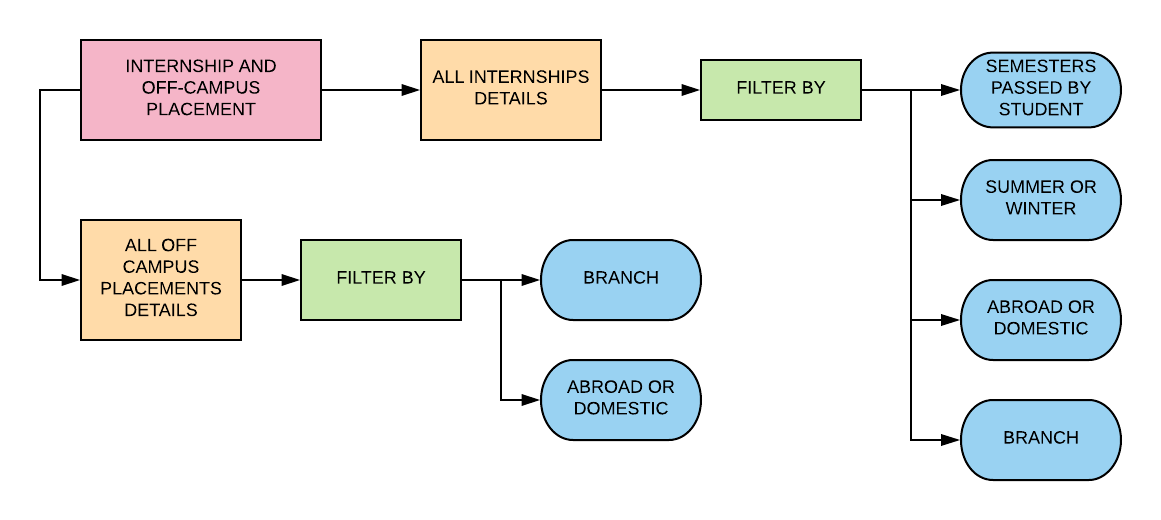 INTERNSHIP AND
OFF-CAMPUS
PLACEMENT
ALL INTERNSHIPS
DETAILS
FILTER BY
SEMESTERS
PASSED BY
STUDENT
SUMMER OR
WINTER
ABROAD OR
DOMESTIC
BRANCH
ALL OFF
CAMPUS
PLACEMENTS
DETAILS
FILTER BY
BRANCH
ABROAD OR
DOMESTIC